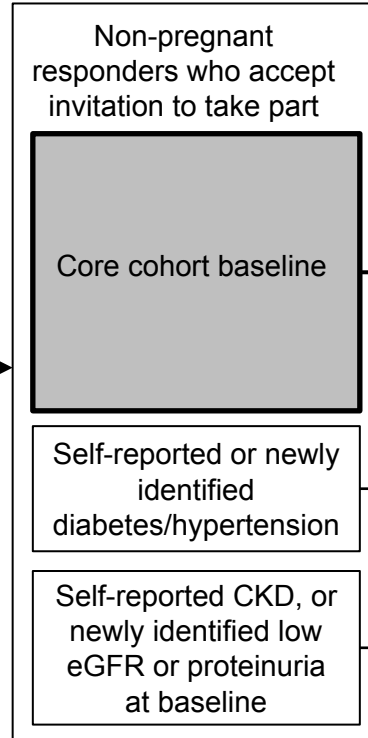 Non-pregnant
responders who accept
invitation to take part
Core cohort baseline
Self-reported or newly
identified
diabetes/hypertension
Self-reported CKD, or
newly identified low
eGFR or proteinuria
at baseline